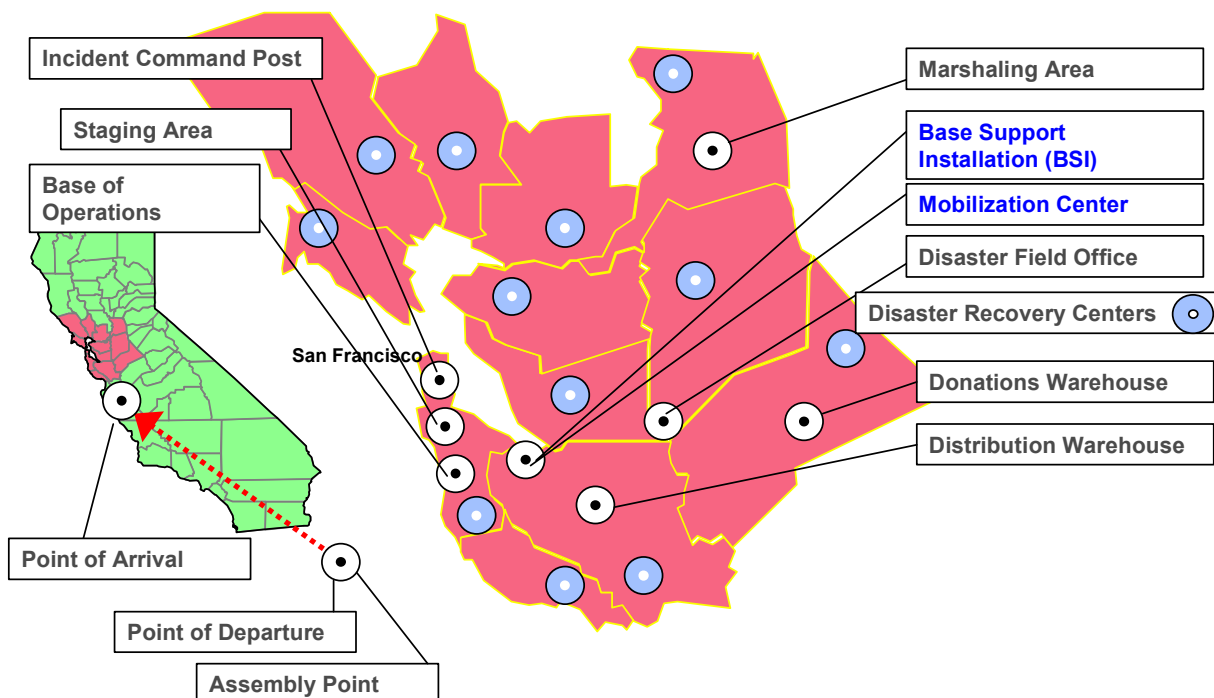 Incident Command Post
Staging Area
Base of
Operations
San Francisco
Point of Arrival
Point of Departure
Assembly Point
Marshaling Area
Base Support
Installation (BSI)
Mobilization Center
Disaster Field Office
Disaster Recovery Centers
Donations Warehouse
Distribution Warehouse